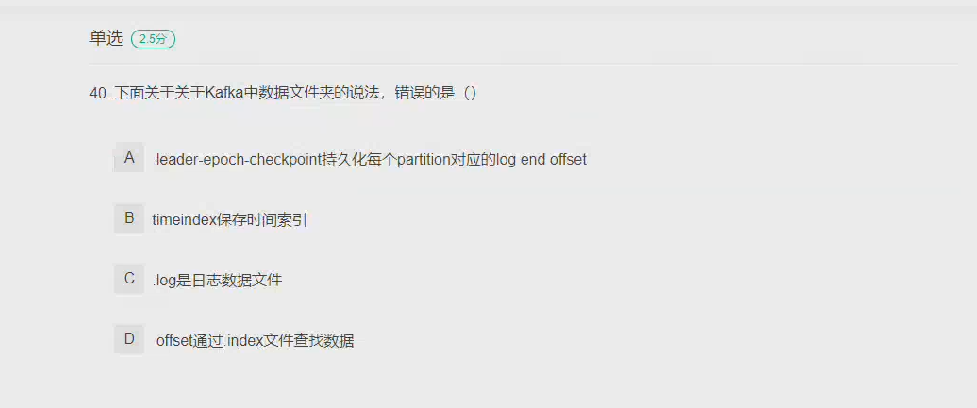 单选 2.5分
40. 下面关于关于Kafka中数据文件夹的说法，错误的是（）
A leader-epoch-checkpoint持久化每个partition对应的log end offset
B timeindex保存时间索引
C .log是日志数据文件
D offset通过.index文件查找数据